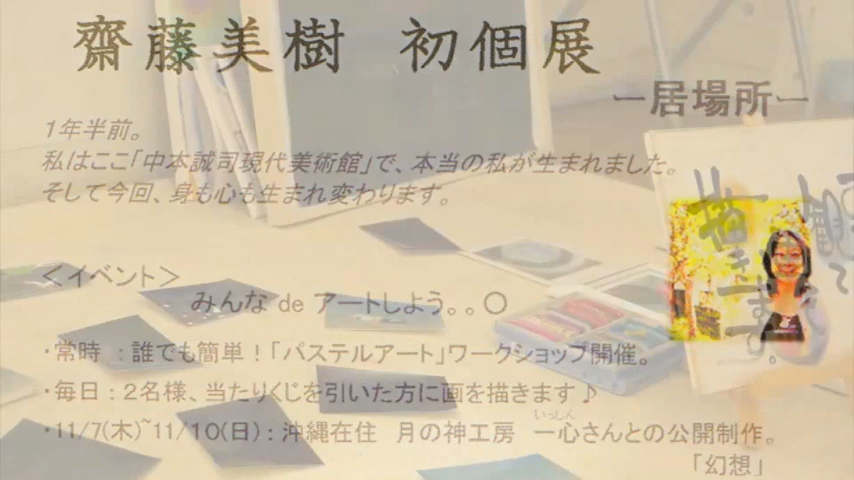 齋藤美樹 初個展
ー居場所ー
1年半前。
私はここ「中本誠司現代美術館」で、本当の私が生まれました。
そして今回、身も心も生まれ変わります。
描きます。
観て
＜イベント＞
みんな de アートしよう。。〇
・常時 ：誰でも簡単！「パステルアート」ワークショップ開催。
・毎日：２名様、当たりくじを引いた方に画を描きます♪
いっしん
・11/7(木)~11/10(日)：沖縄在住 月の神工房 一心さんとの公開制作。
「幻想」